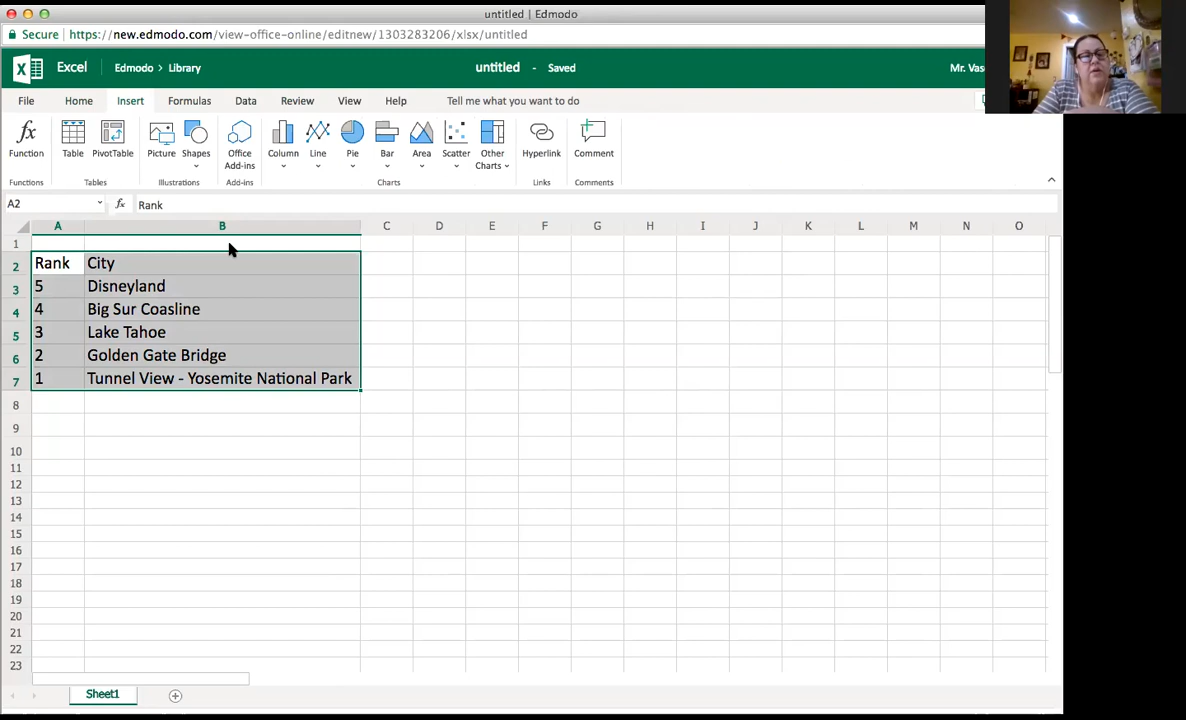 untitled | Edmodo
Secure https://new.edmodo.com/view-office-online/editnew/1303283206/xlsx/untitled
Excel Edmodo > Library untitled - Saved Mr. Vas
File Home Insert Formulas Data Review View Help Tell me what you want to do
fx
Function Table PivotTable Picture Shapes Office Add-ins Column Line Pie Bar Area Scatter Other Charts Hyperlink Comment
Functions Tables Illustrations Add-ins Charts Links Comments
A2 fx Rank
A B C D E F G H I J K L M N O
1
2 Rank City
3 5 Disneyland
4 4 Big Sur Coasline
5 3 Lake Tahoe
6 2 Golden Gate Bridge
7 1 Tunnel View - Yosemite National Park
8
9
10
11
12
13
14
15
16
17
18
19
20
21
22
23
Sheet1